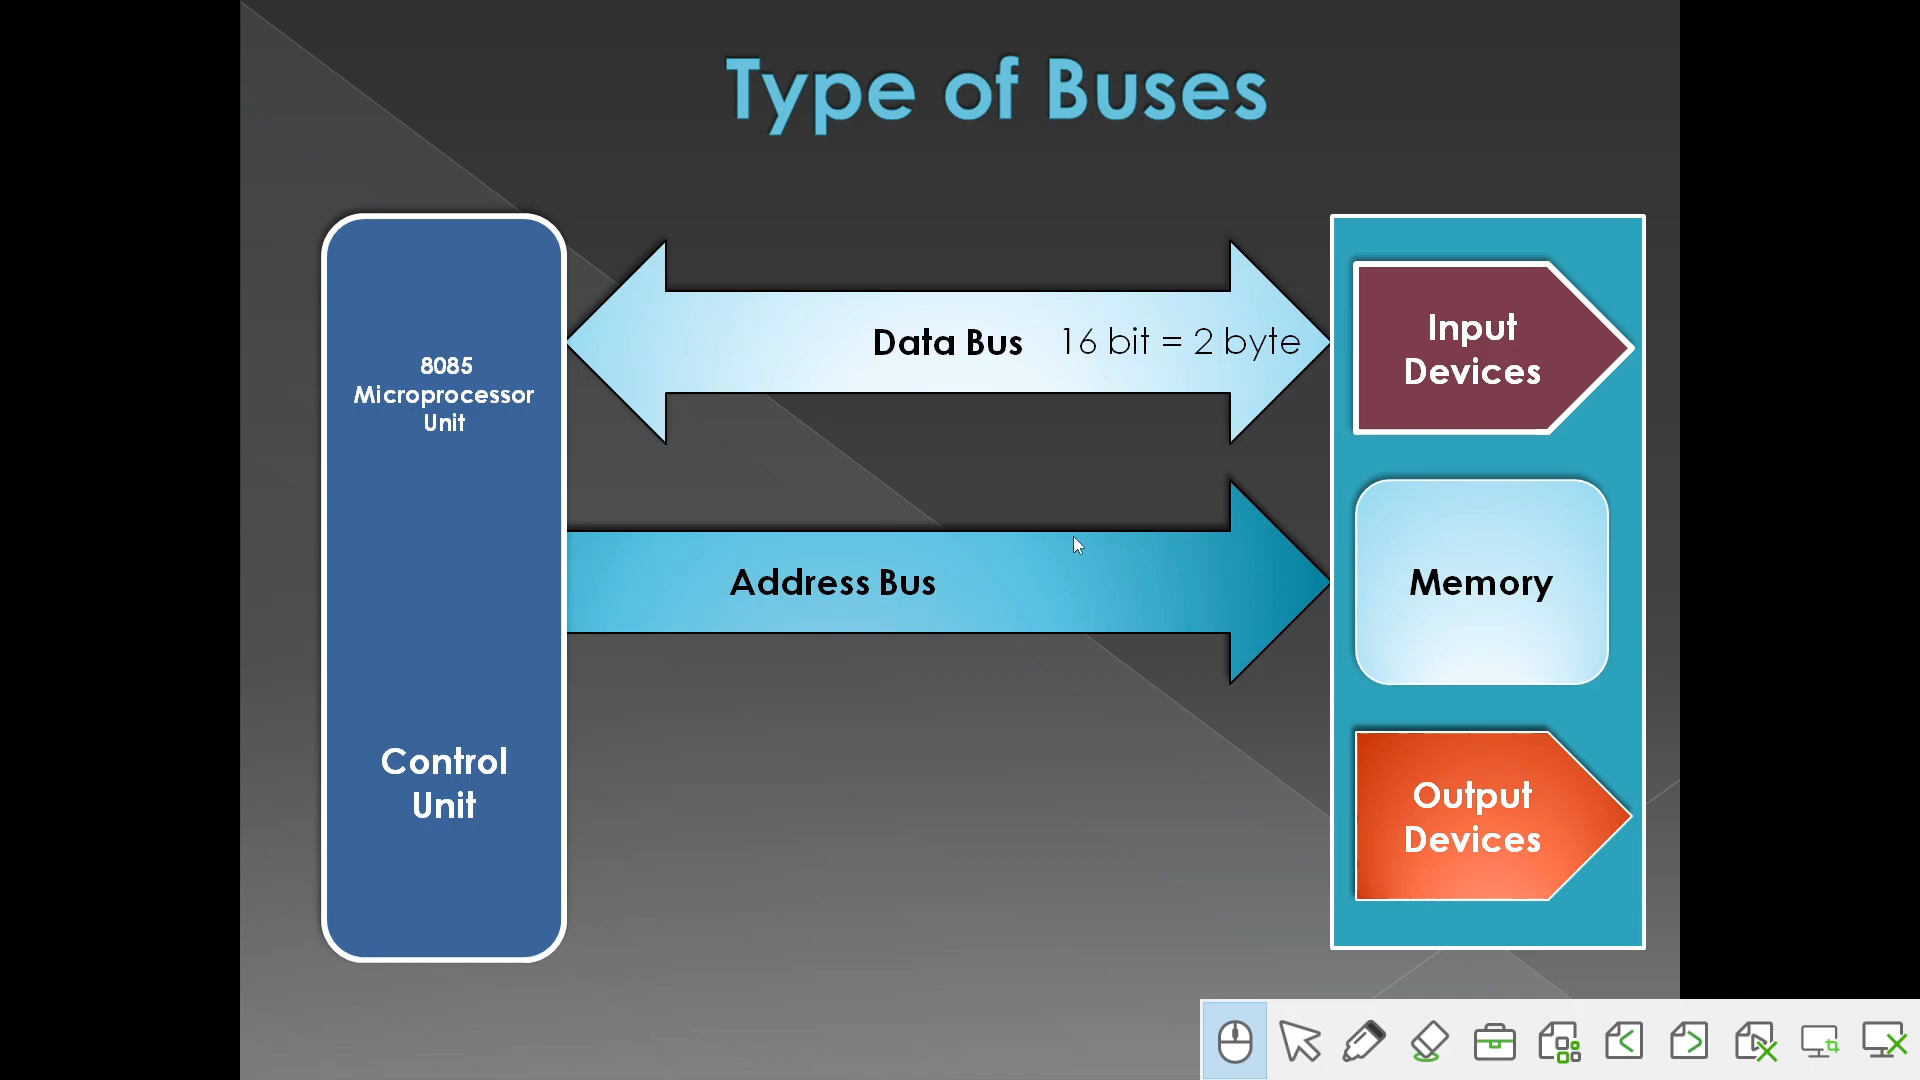 Type of Buses
8085
Microprocessor
Unit
Control
Unit
Data Bus 16 bit = 2 byte
Address Bus
Input
Devices
Memory
Output
Devices